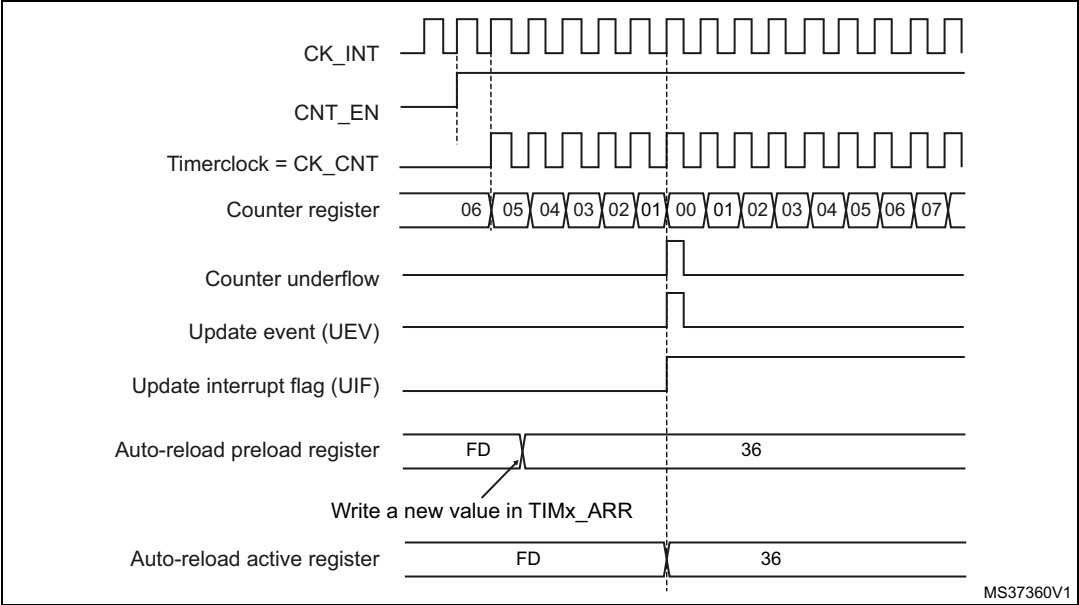 CK_INT
CNT_EN
Timerclock = CK_CNT
Counter register 06 05 04 03 02 01 00 01 02 03 04 05 06 07
Counter underflow
Update event (UEV)
Update interrupt flag (UIF)
Auto-reload preload register FD 36
Write a new value in TIMx_ARR
Auto-reload active register FD 36
MS37360V1